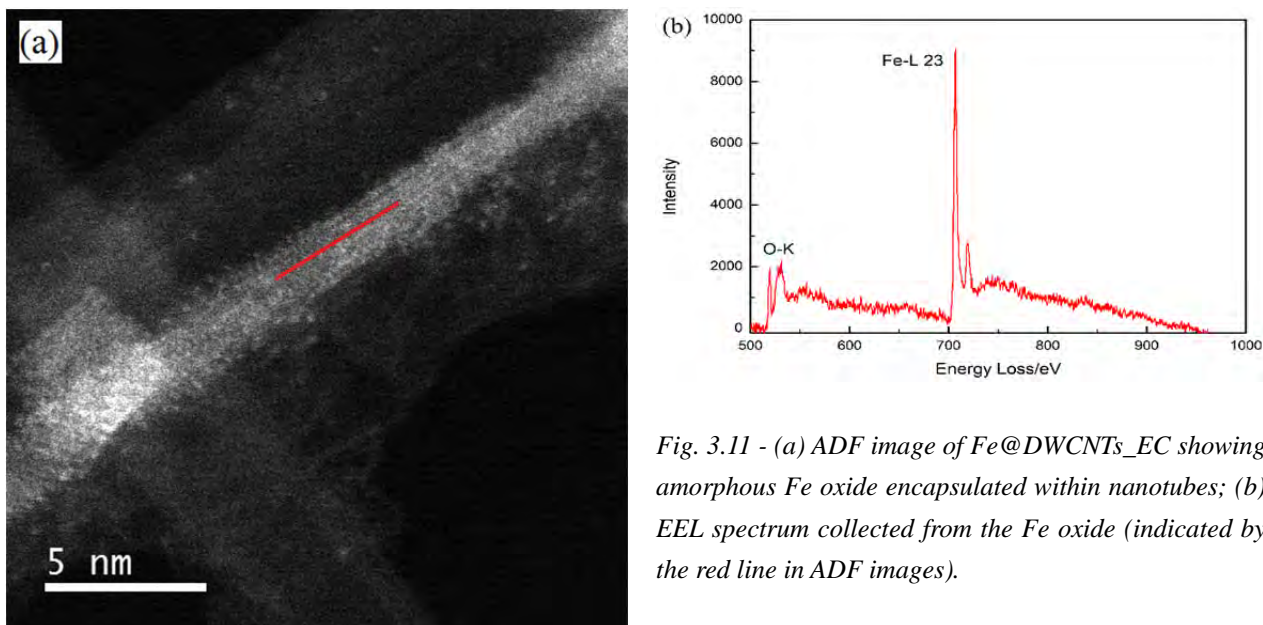 (a)
5 nm
(b)
10000
8000
6000
4000
2000
0
Intensity
Fe-L 23
O-K
500 600 700 800 900 1000
Energy Loss/eV
Fig. 3.11 - (a) ADF image of Fe@DWCNTs_EC showing
amorphous Fe oxide encapsulated within nanotubes; (b)
EEL spectrum collected from the Fe oxide (indicated by
the red line in ADF images).